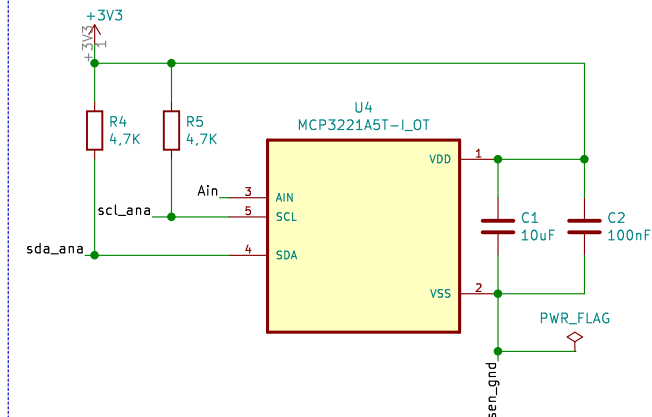 +3V3
+3V3
1
R4
4,7K
R5
4,7K
U4
MCP3221A5T-I_OT
VDD
1
Ain
3
AIN
scl_ana
5
SCL
C1
10uF
C2
100nF
sda_ana
4
SDA
VSS
2
PWR_FLAG
sen_gnd